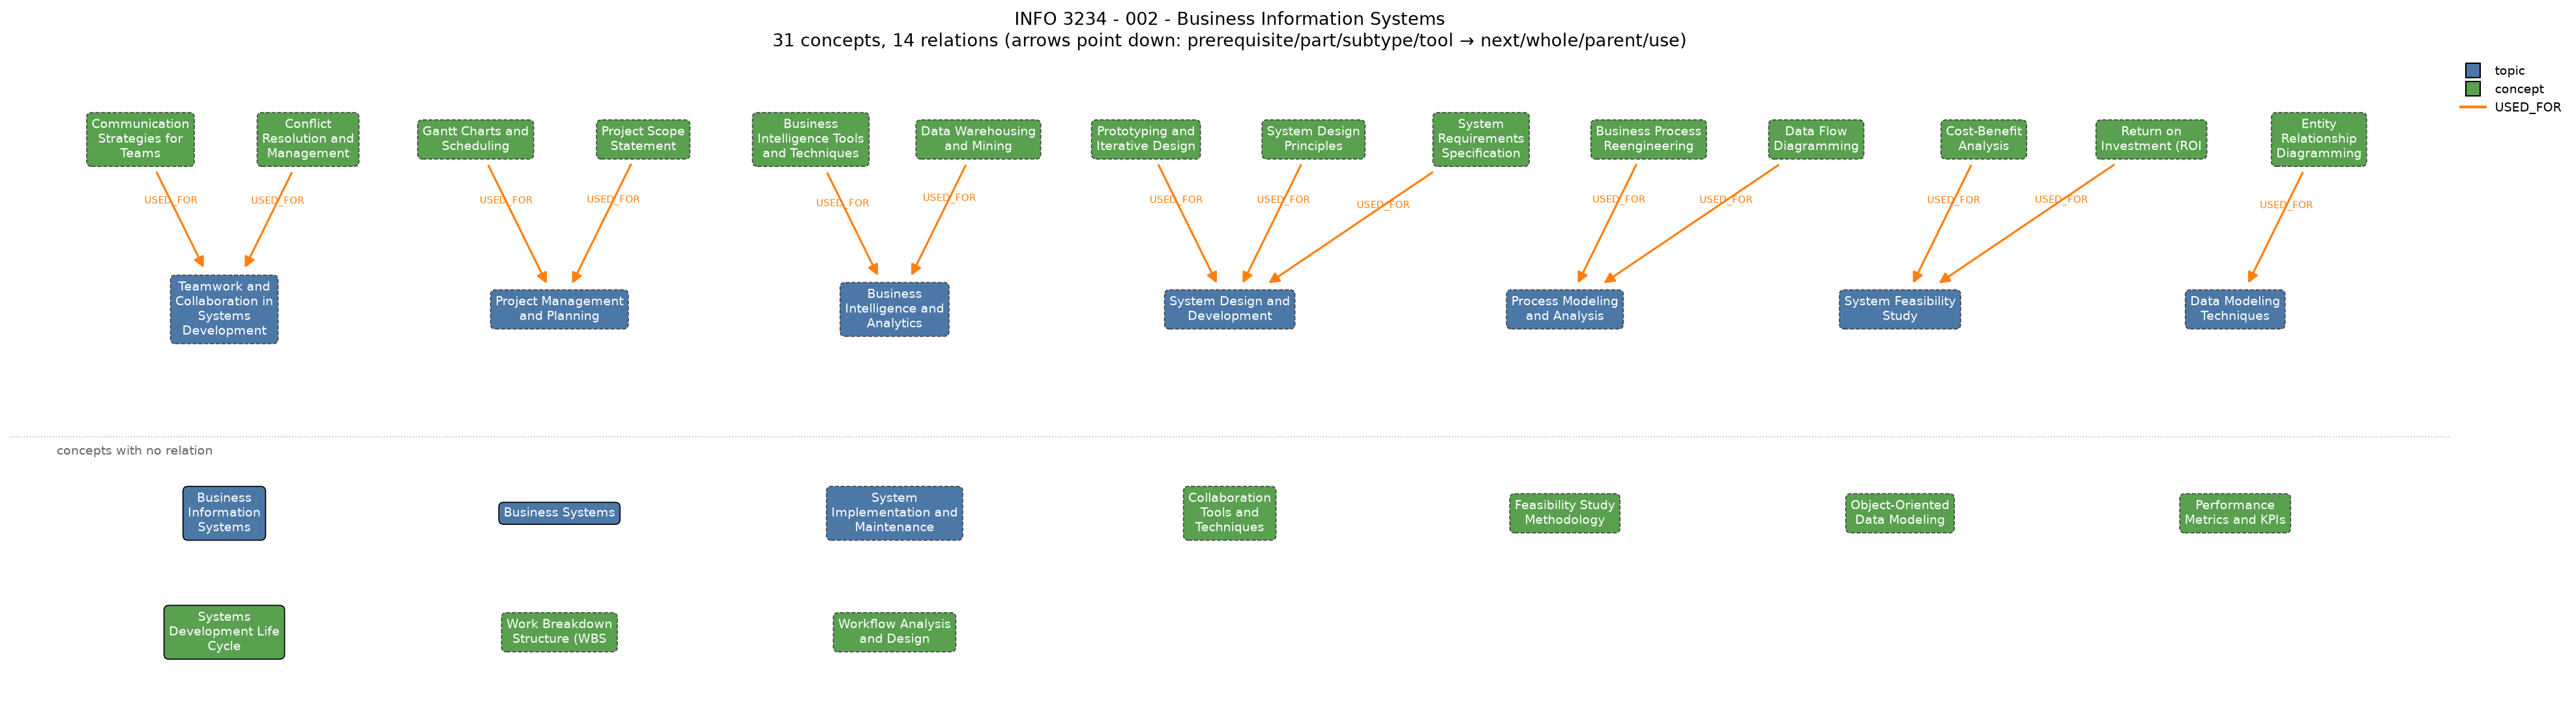 INFO 3234 - 002 - Business Information Systems
31 concepts, 14 relations (arrows point down: prerequisite/part/subtype/tool → next/whole/parent/use)
topic
concept
USED_FOR
Communication
Strategies for
Teams
Conflict
Resolution and
Management
Gantt Charts and
Scheduling
Project Scope
Statement
Business
Intelligence Tools
and Techniques
Data Warehousing
and Mining
Prototyping and
Iterative Design
System Design
Principles
System
Requirements
Specification
Business Process
Reengineering
Data Flow
Diagramming
Cost-Benefit
Analysis
Return on
Investment (ROI
Entity
Relationship
Diagramming
USED_FOR
USED_FOR
USED_FOR
USED_FOR
USED_FOR
USED_FOR
USED_FOR
USED_FOR
USED_FOR
USED_FOR
USED_FOR
USED_FOR
USED_FOR
USED_FOR
Teamwork and
Collaboration in
Systems
Development
Project Management
and Planning
Business
Intelligence and
Analytics
System Design and
Development
Process Modeling
and Analysis
System Feasibility
Study
Data Modeling
Techniques
concepts with no relation
Business
Information
Systems
Business Systems
System
Implementation and
Maintenance
Collaboration
Tools and
Techniques
Feasibility Study
Methodology
Object-Oriented
Data Modeling
Performance
Metrics and KPIs
Systems
Development Life
Cycle
Work Breakdown
Structure (WBS
Workflow Analysis
and Design